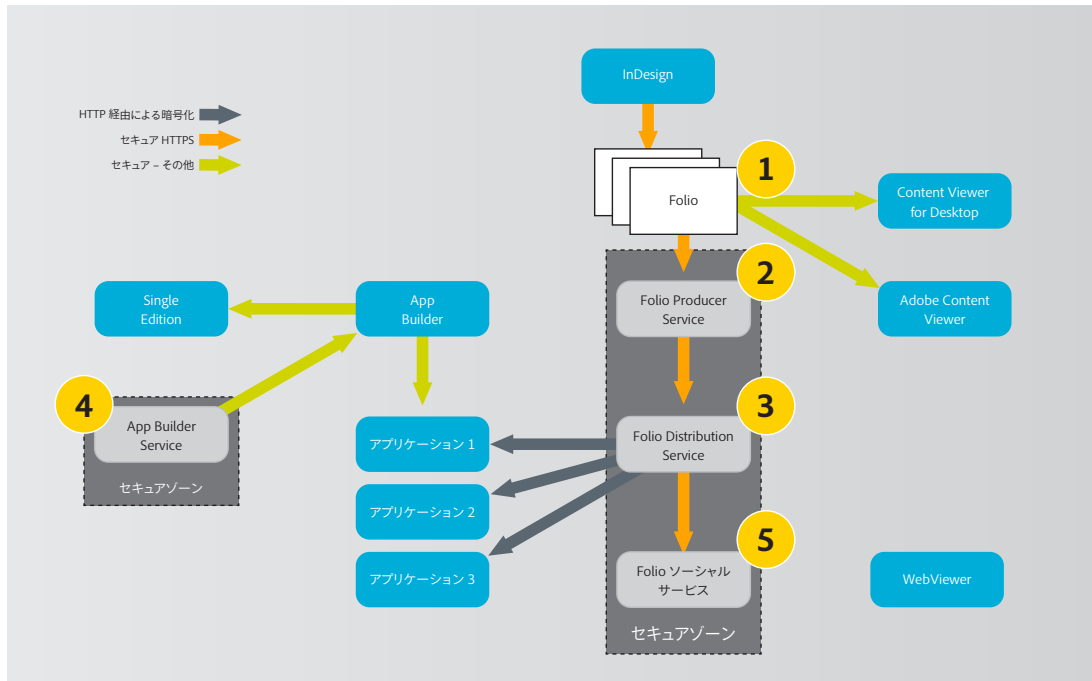 InDesign
HTTP 経由による暗号化
セキュア HTTPS
セキュア – その他
1
Folio
Content Viewer
for Desktop
2
Folio Producer
Service
Adobe Content
Viewer
Single
Edition
App
Builder
4
App Builder
Service
セキュアゾーン
3
Folio Distribution
Service
アプリケーション 1
アプリケーション 2
アプリケーション 3
5
Folio ソーシャル
サービス
セキュアゾーン
WebViewer